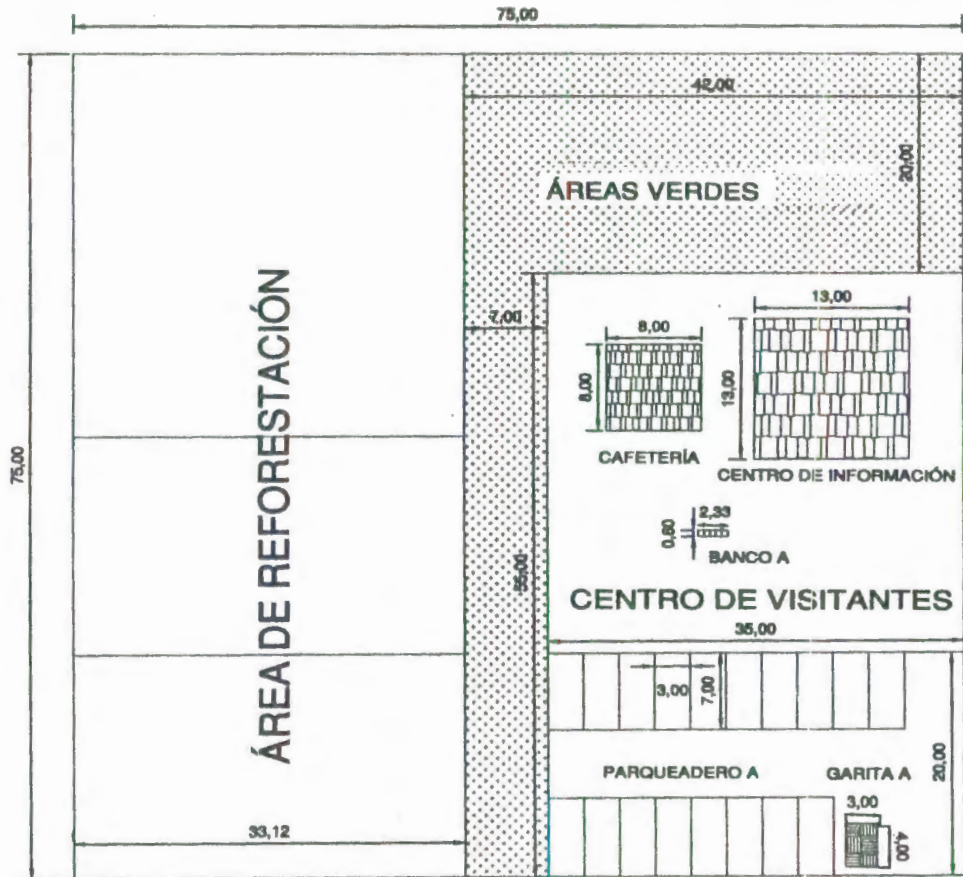 75,00
42,00
20,00
ÁREAS VERDES
ÁREA DE REFORESTACIÓN
75,00
7,00
55,00
8,00
8,00
CAFETERÍA
13,00
13,00
CENTRO DE INFORMACIÓN
2,33
0,60
BANCO A
CENTRO DE VISITANTES
35,00
3,00
7,00
20,00
PARQUEADERO A
GARITA A
3,00
4,00
33,12